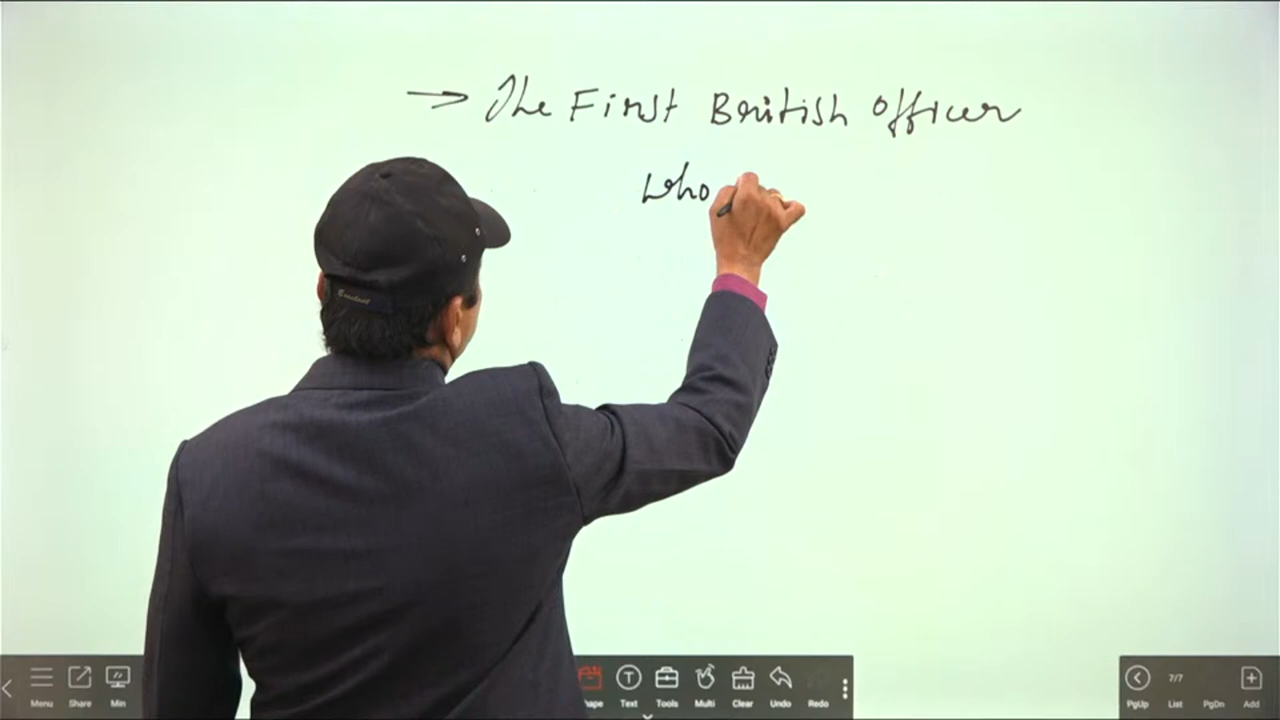 → The First British Officer
who
Menu Share Min
hape Text Tools Multi Clear Undo Redo
7/7
PgUp List PgDn Add